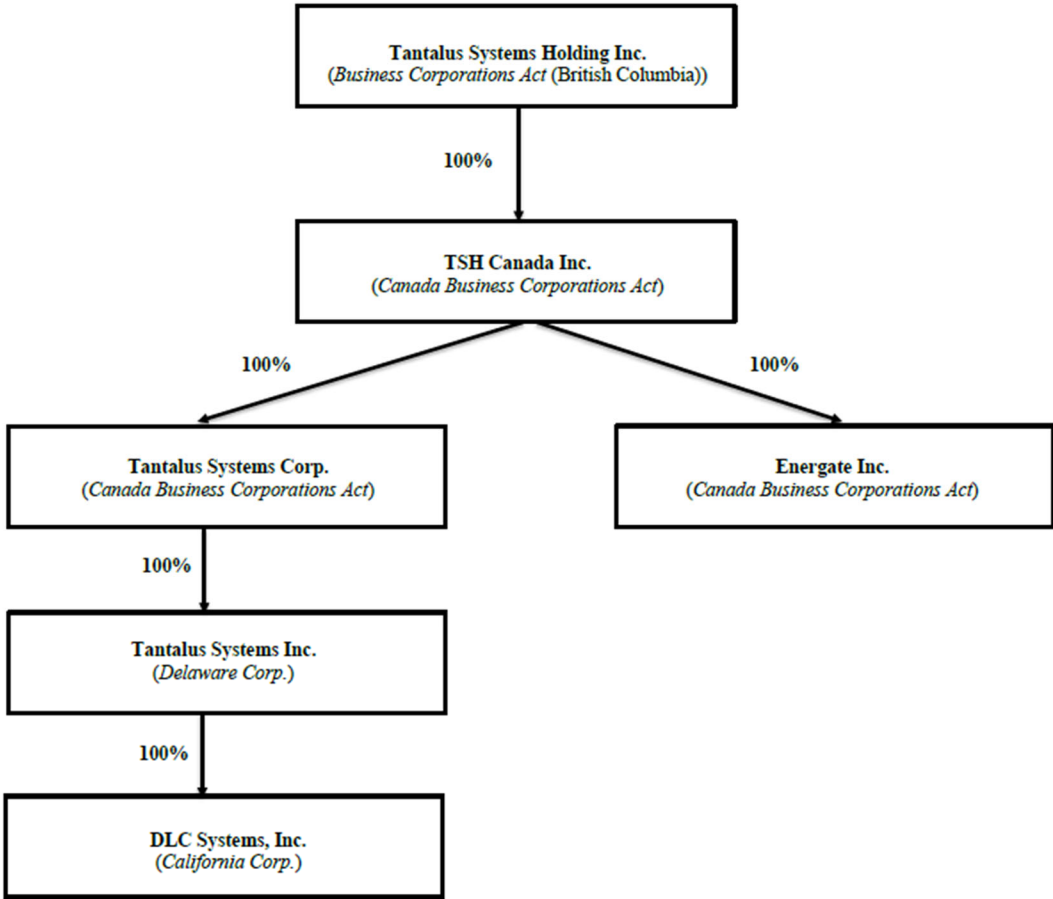 Tantalus Systems Holding Inc.
(Business Corporations Act (British Columbia))
100%
TSH Canada Inc.
(Canada Business Corporations Act)
100%
100%
Tantalus Systems Corp.
(Canada Business Corporations Act)
Energate Inc.
(Canada Business Corporations Act)
100%
Tantalus Systems Inc.
(Delaware Corp.)
100%
DLC Systems, Inc.
(California Corp.)